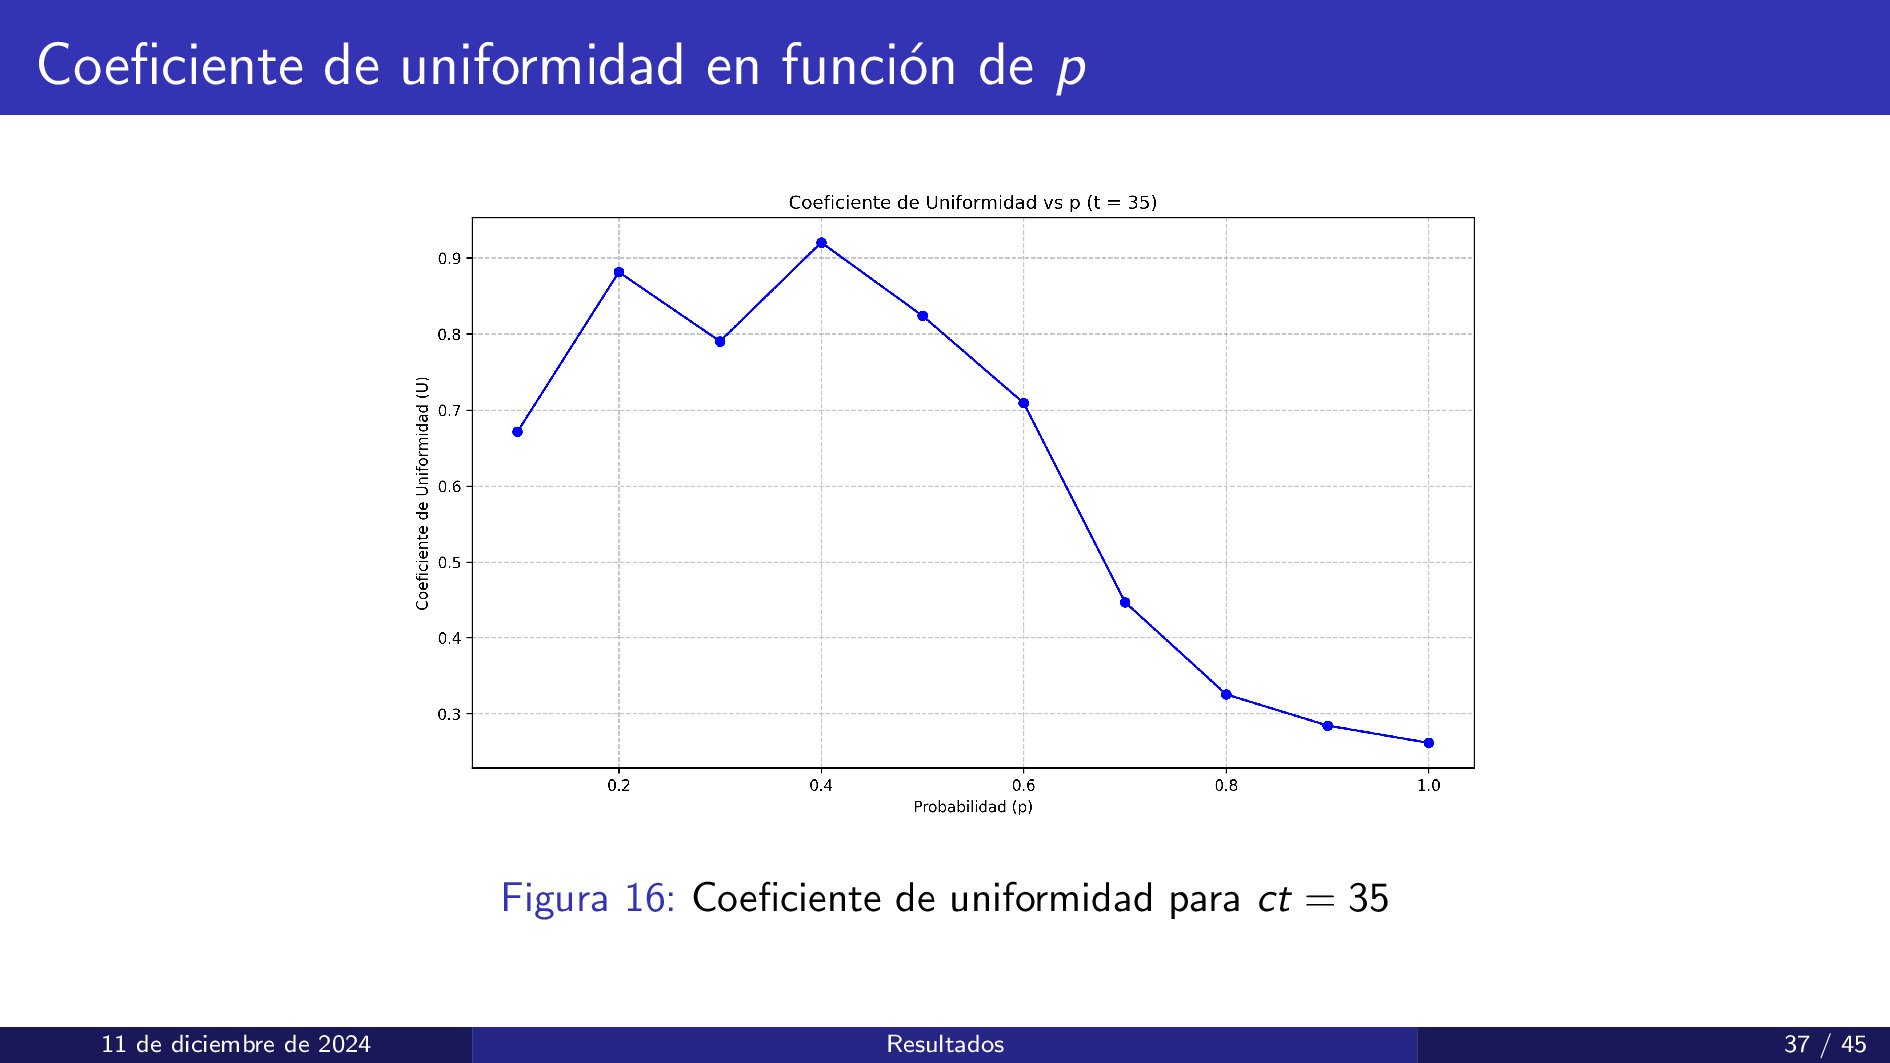 Coeficiente de uniformidad en función de p
Coeficiente de Uniformidad vs p (t = 35)
Coeficiente de Uniformidad (U)
0.9
0.8
0.7
0.6
0.5
0.4
0.3
0.2 0.4 0.6 0.8 1.0
Probabilidad (p)
Figura 16: Coeficiente de uniformidad para ct = 35
11 de diciembre de 2024 Resultados 37 / 45